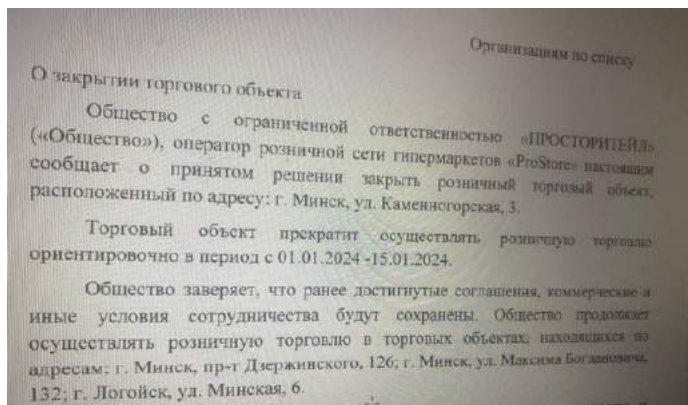 Организациям по списку
О закрытии торгового объекта
Общество с ограниченной ответственностью «ПРОСТОРИТЕЙЛ»
(«Общество»), оператор розничной сети гипермаркетов «ProStore» настоящим
сообщает о принятом решении закрыть розничный торговый объект,
расположенный по адресу: г. Минск, ул. Каменногорская, 3.
Торговый объект прекратит осуществлять розничную торговлю
ориентировочно в период с 01.01.2024 -15.01.2024.
Общество заверяет, что ранее достигнутые соглашения, коммерческие и
иные условия сотрудничества будут сохранены. Общество продолжает
осуществлять розничную торговлю в торговых объектах, находящихся по
адресам: г. Минск, пр-т Дзержинского, 126; г. Минск, ул. Максима Богдановича,
132; г. Логойск, ул. Минская, 6.